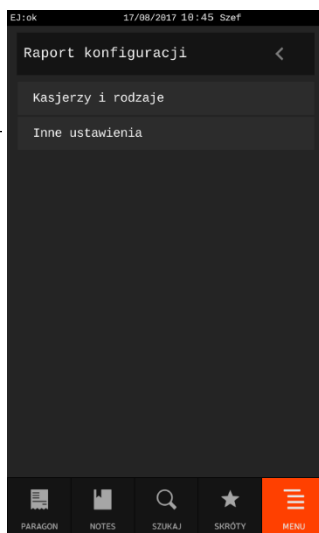 EJ:ok 17/08/2017 10:45 Szef
Raport konfiguracji
Kasjerzy i rodzaje
Inne ustawienia
PARAGON NOTES SZUKAJ SKRÓTY MENU